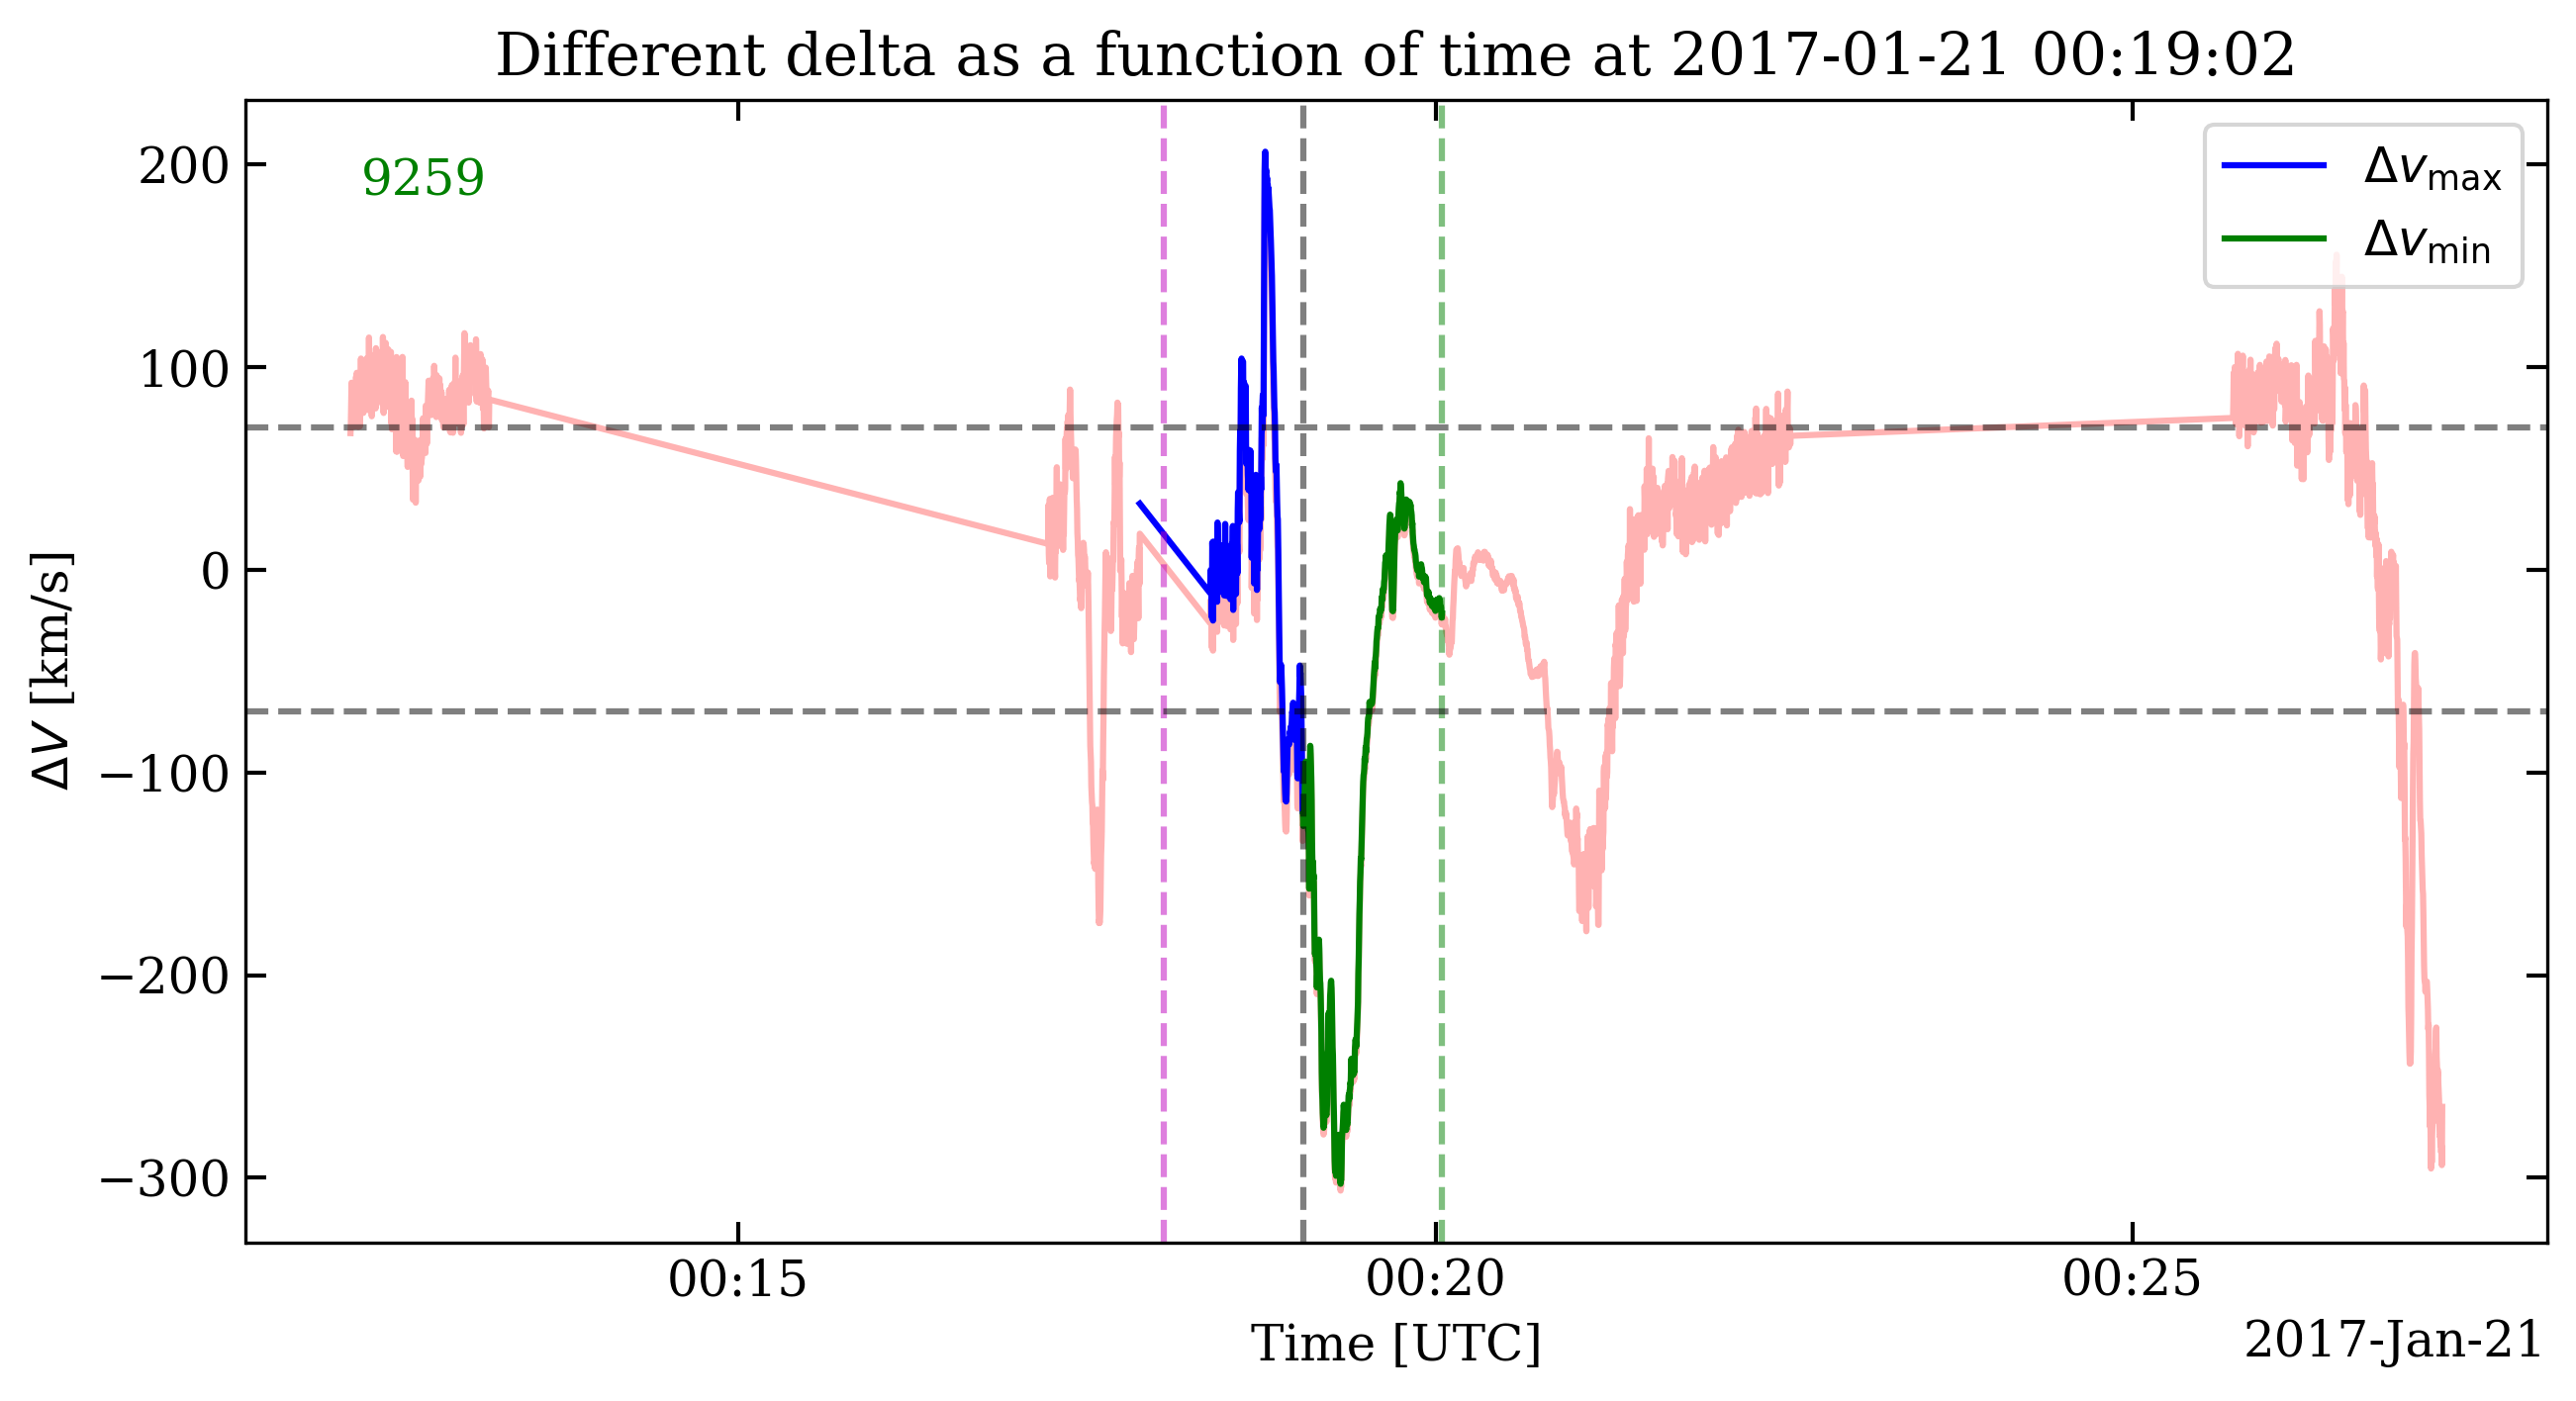 Different delta as a function of time at 2017-01-21 00:19:02
9259
Δv_max
Δv_min
200
100
0
−100
−200
−300
ΔV [km/s]
00:15 00:20 00:25
Time [UTC]
2017-Jan-21